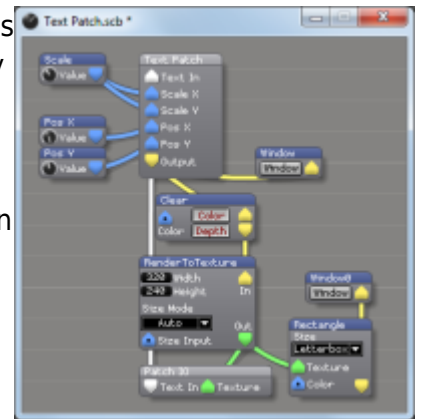 s
Text Patch.scb *
y
Scale
Value
Text Patch
Text In
Scale X
Scale Y
Pos X
Value
Pos X
Pos Y
Pos Y
Value
Output
Window
Window
Clear
Color
Color Depth
m
RenderToTexture
320 Width
240 Height In
Size Mode
Auto Out
Size Input
Window0
Window
Rectangle
Size
Letterbox
Texture
Color
Patch IO
Text In Texture